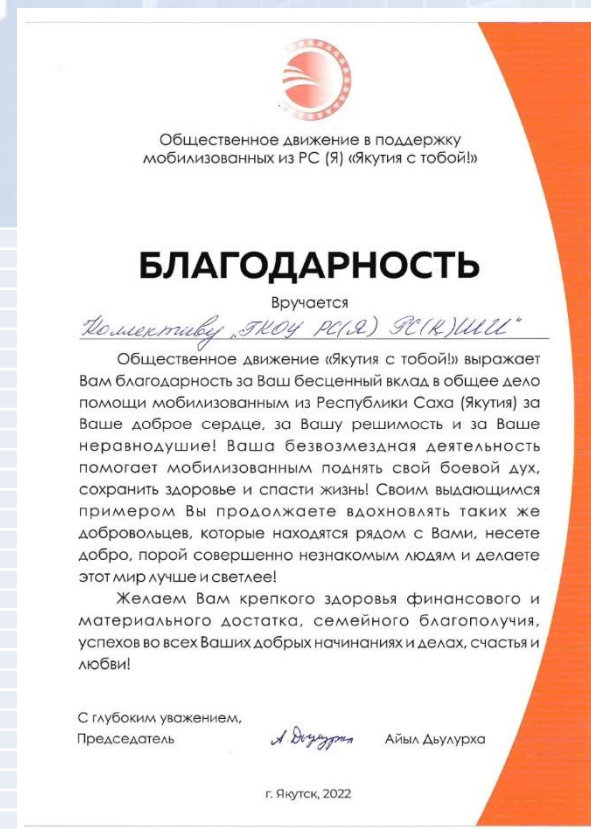 Общественное движение в поддержку
мобилизованных из РС (Я) «Якутия с тобой!»
БЛАГОДАРНОСТЬ
Вручается
Коллективу „ГКОУ РС(Я) РС(К)ШИ"
Общественное движение «Якутия с тобой!» выражает
Вам благодарность за Ваш бесценный вклад в общее дело
помощи мобилизованным из Республики Саха (Якутия) за
Ваше доброе сердце, за Вашу решимость и за Ваше
неравнодушие! Ваша безвозмездная деятельность
помогает мобилизованным поднять свой боевой дух,
сохранить здоровье и спасти жизнь! Своим выдающимся
примером Вы продолжаете вдохновлять таких же
добровольцев, которые находятся рядом с Вами, несете
добро, порой совершенно незнакомым людям и делаете
этот мир лучше и светлее!
Желаем Вам крепкого здоровья финансового и
материального достатка, семейного благополучия,
успехов во всех Ваших добрых начинаниях и делах, счастья и
любви!
С глубоким уважением,
Председатель Айыл Дьулурха
г. Якутск, 2022